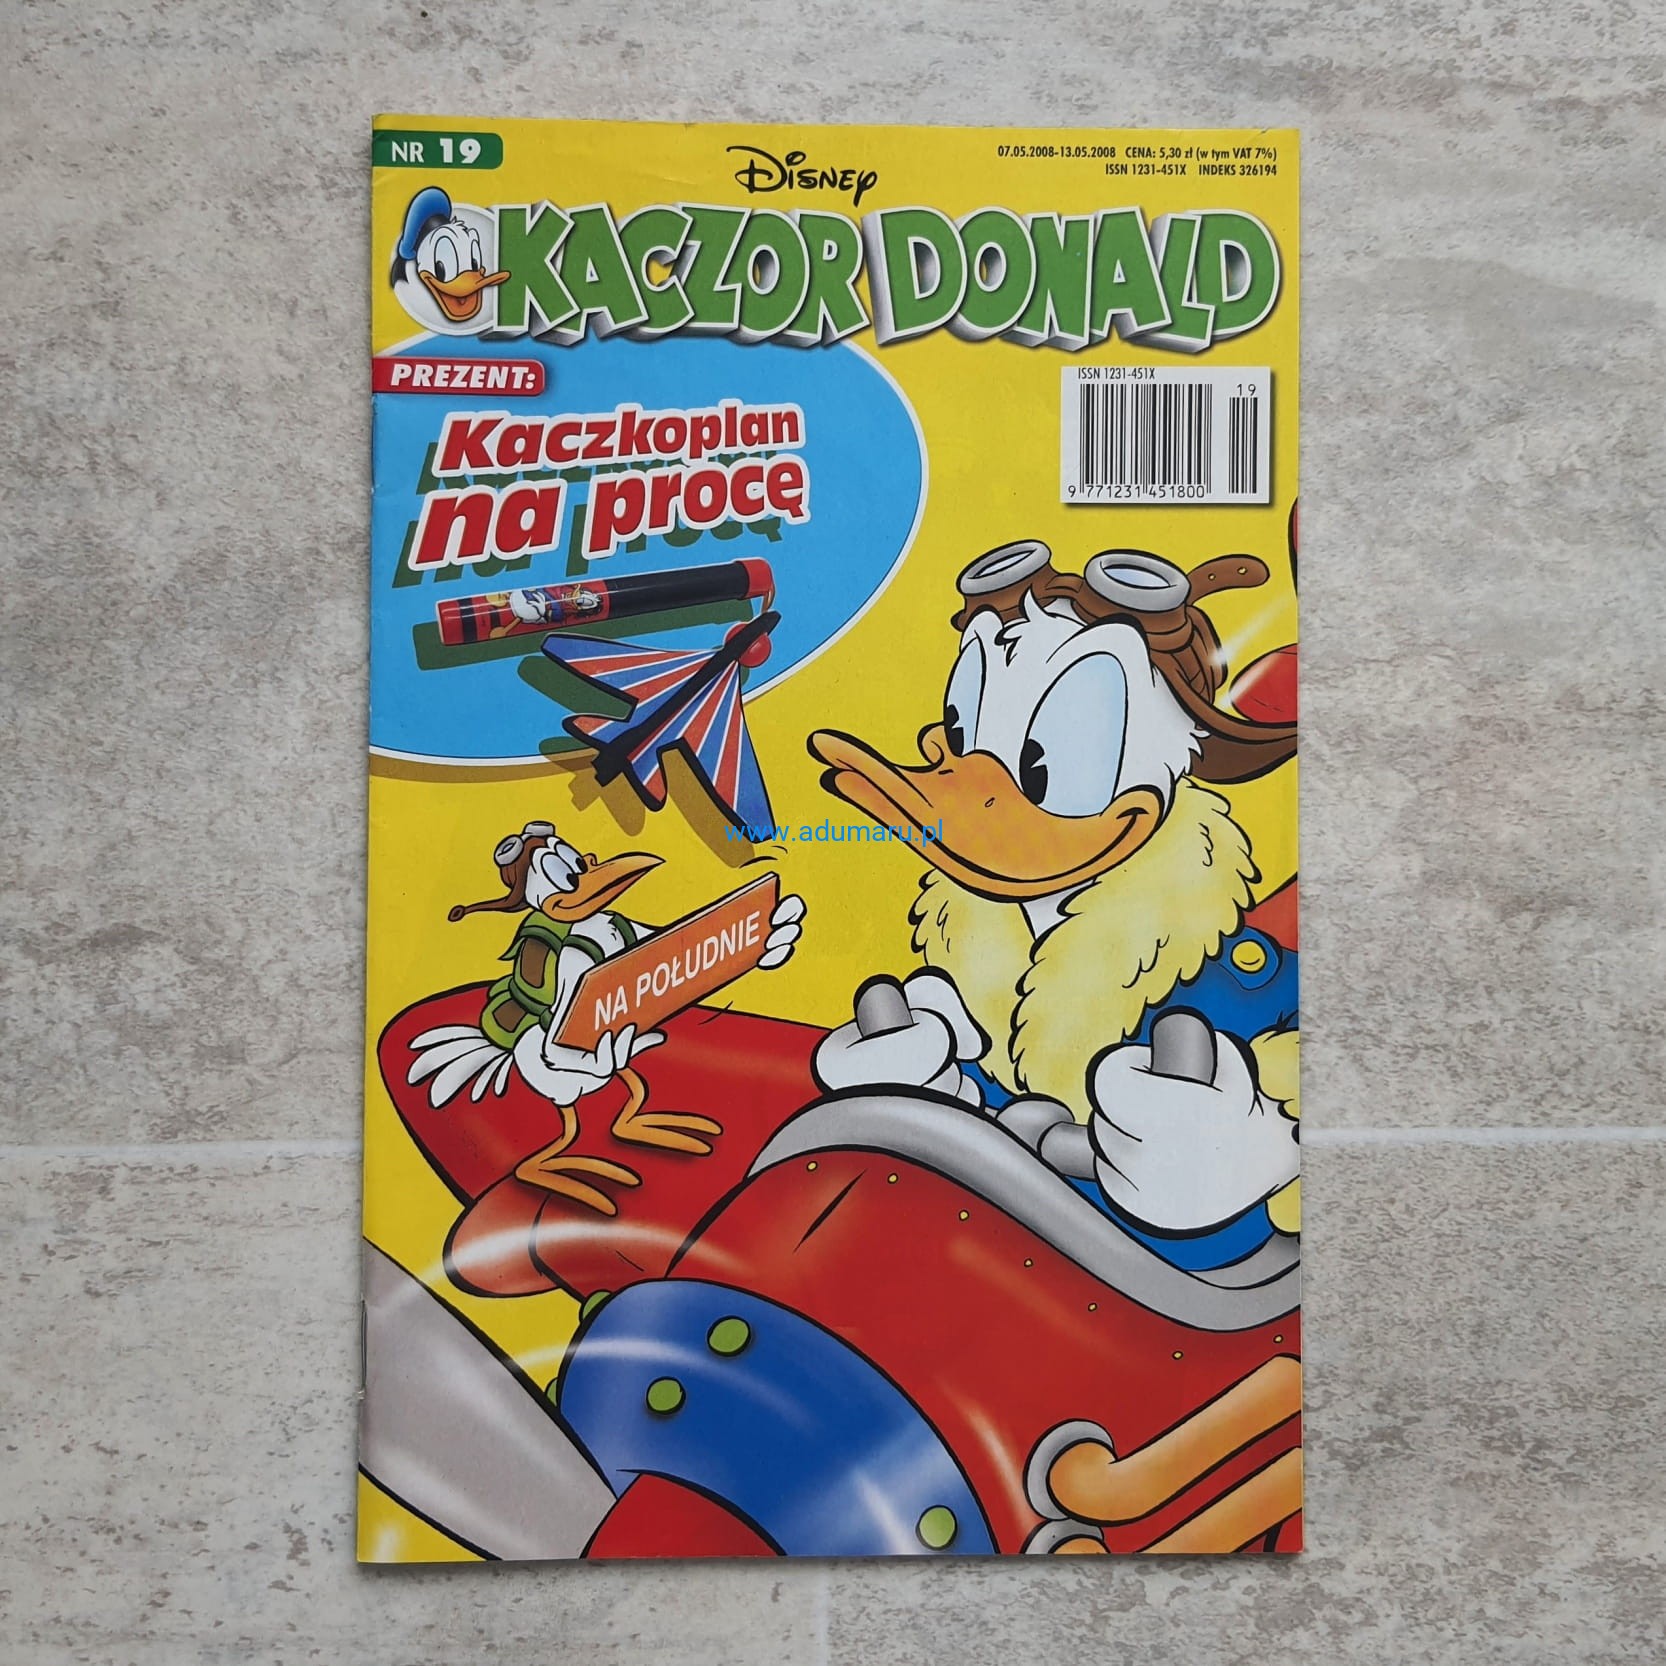 NR 19
Disney
07.05.2008-13.05.2008 CENA: 5,30 zł (w tym VAT 7%)
ISSN 1231-451X INDEKS 326194
KACZOR DONALD
PREZENT:
Kaczkoplan
na procę
ISSN 1231-451X
19
9 771231 451800
www.adumaru.pl
NA POŁUDNIE